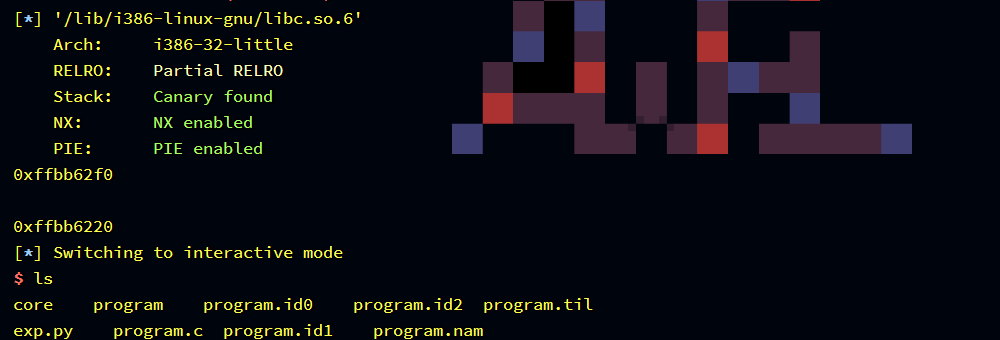 [*] '/lib/i386-linux-gnu/libc.so.6'
    Arch:     i386-32-little
    RELRO:    Partial RELRO
    Stack:    Canary found
    NX:       NX enabled
    PIE:      PIE enabled
0xffbb62f0

0xffbb6220
[*] Switching to interactive mode
$ ls
core    program    program.id0    program.id2  program.til
exp.py    program.c  program.id1    program.nam